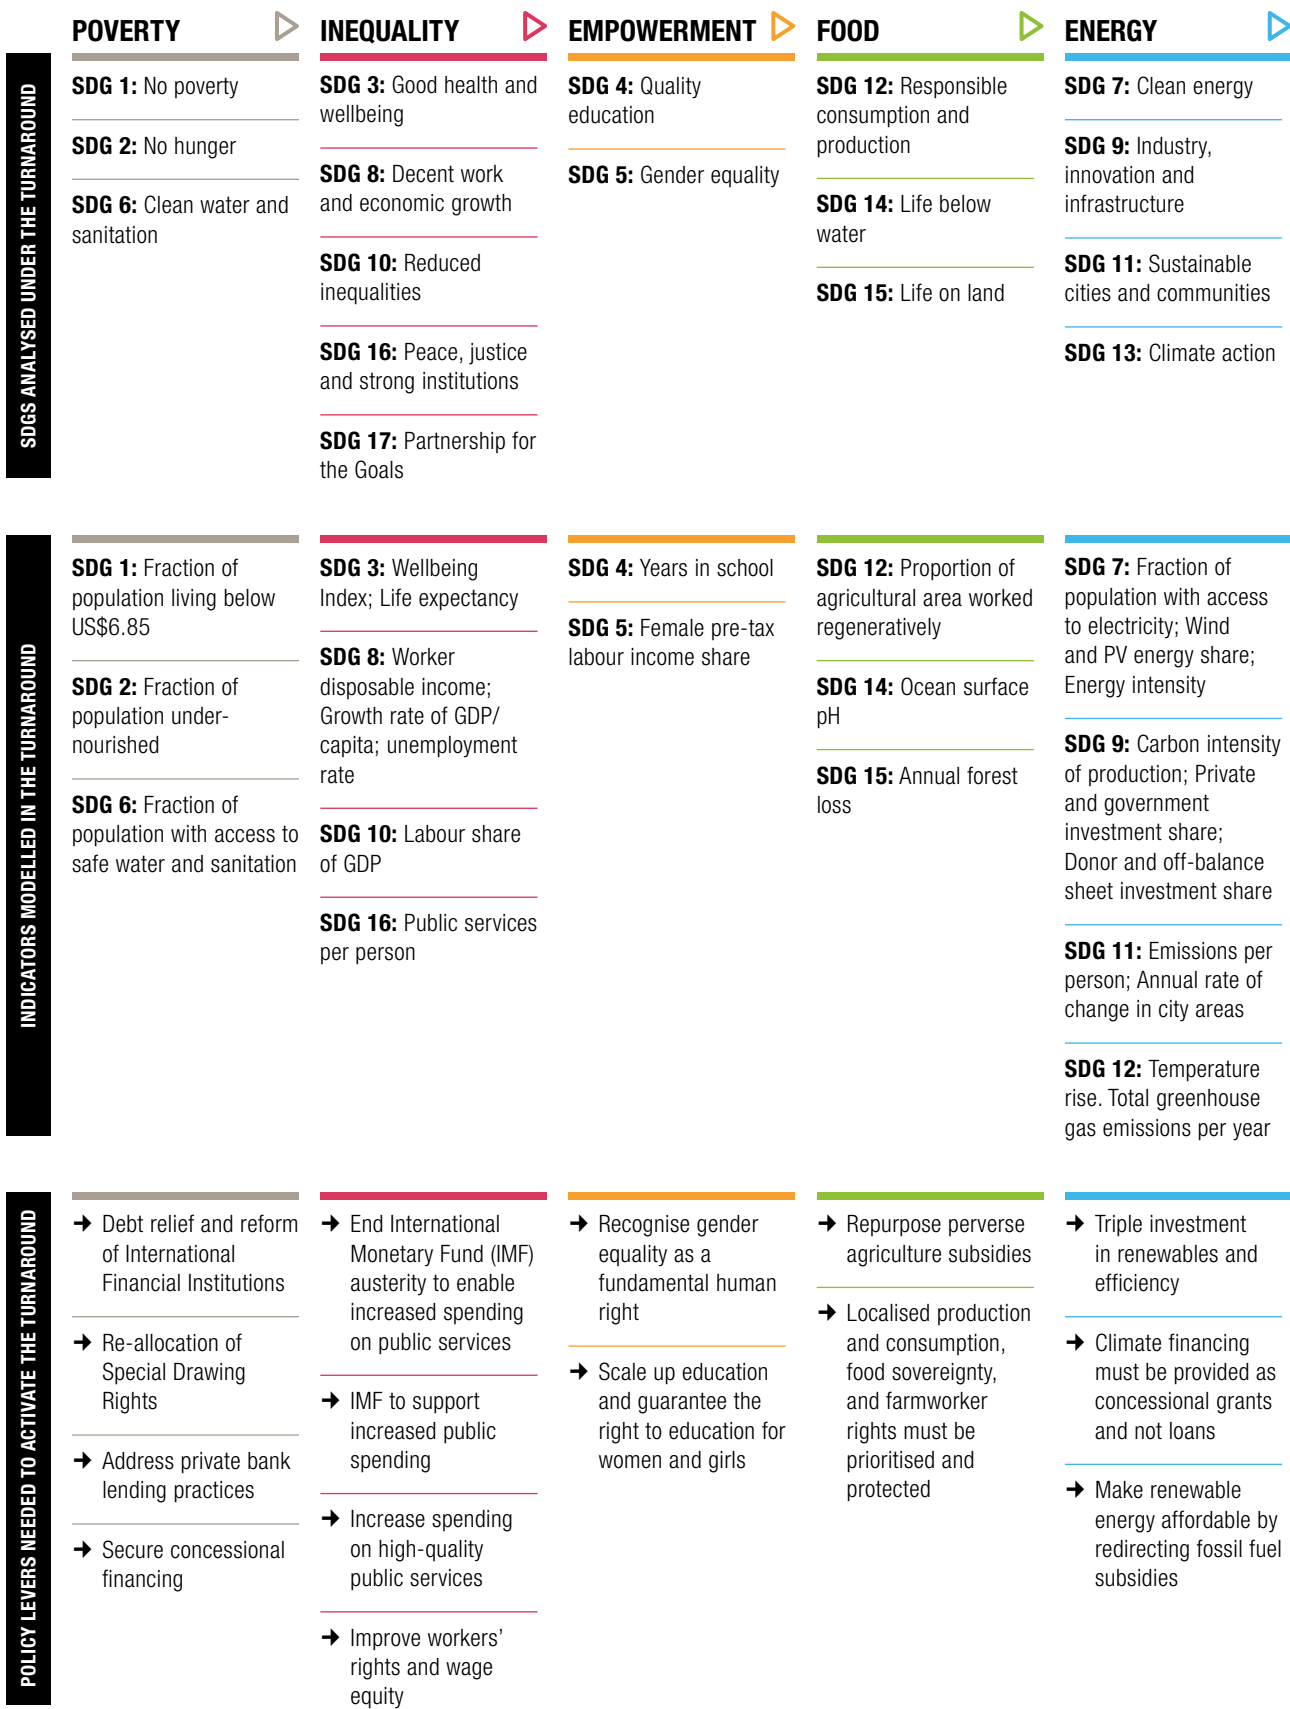 POVERTY
INEQUALITY
EMPOWERMENT
FOOD
ENERGY
SDGS ANALYSED UNDER THE TURNAROUND
SDG 1: No poverty
SDG 2: No hunger
SDG 6: Clean water and
sanitation
SDG 3: Good health and
wellbeing
SDG 8: Decent work
and economic growth
SDG 10: Reduced
inequalities
SDG 16: Peace, justice
and strong institutions
SDG 17: Partnership for
the Goals
SDG 4: Quality
education
SDG 5: Gender equality
SDG 12: Responsible
consumption and
production
SDG 14: Life below
water
SDG 15: Life on land
SDG 7: Clean energy
SDG 9: Industry,
innovation and
infrastructure
SDG 11: Sustainable
cities and communities
SDG 13: Climate action
INDICATORS MODELLED IN THE TURNAROUND
SDG 1: Fraction of
population living below
US$6.85
SDG 2: Fraction of
population under-
nourished
SDG 6: Fraction of
population with access to
safe water and sanitation
SDG 3: Wellbeing
Index; Life expectancy
SDG 8: Worker
disposable income;
Growth rate of GDP/
capita; unemployment
rate
SDG 10: Labour share
of GDP
SDG 16: Public services
per person
SDG 4: Years in school
SDG 5: Female pre-tax
labour income share
SDG 12: Proportion of
agricultural area worked
regeneratively
SDG 14: Ocean surface
pH
SDG 15: Annual forest
loss
SDG 7: Fraction of
population with access
to electricity; Wind
and PV energy share;
Energy intensity
SDG 9: Carbon intensity
of production; Private
and government
investment share;
Donor and off-balance
sheet investment share
SDG 11: Emissions per
person; Annual rate of
change in city areas
SDG 12: Temperature
rise. Total greenhouse
gas emissions per year
POLICY LEVERS NEEDED TO ACTIVATE THE TURNAROUND
➔ Debt relief and reform
of International
Financial Institutions
➔ Re-allocation of
Special Drawing
Rights
➔ Address private bank
lending practices
➔ Secure concessional
financing
➔ End International
Monetary Fund (IMF)
austerity to enable
increased spending
on public services
➔ IMF to support
increased public
spending
➔ Increase spending
on high-quality
public services
➔ Improve workers’
rights and wage
equity
➔ Recognise gender
equality as a
fundamental human
right
➔ Scale up education
and guarantee the
right to education for
women and girls
➔ Repurpose perverse
agriculture subsidies
➔ Localised production
and consumption,
food sovereignty,
and farmworker
rights must be
prioritised and
protected
➔ Triple investment
in renewables and
efficiency
➔ Climate financing
must be provided as
concessional grants
and not loans
➔ Make renewable
energy affordable by
redirecting fossil fuel
subsidies